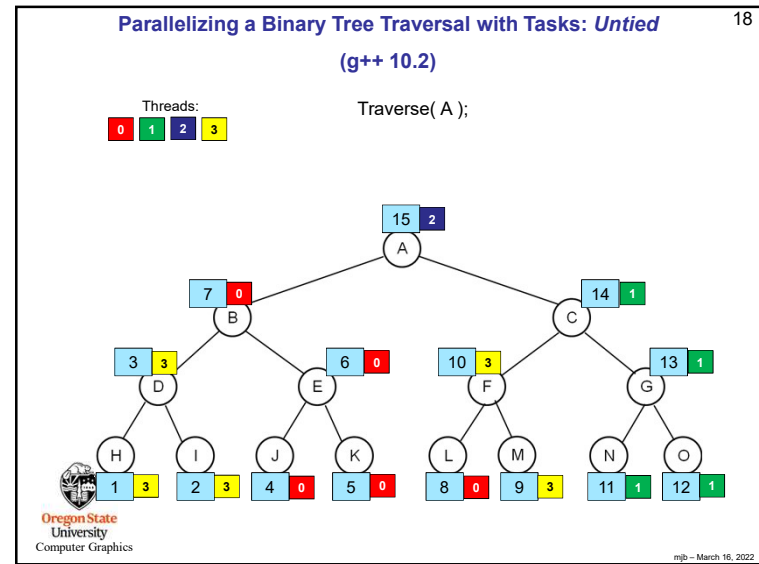 Parallelizing a Binary Tree Traversal with Tasks: Untied
18
(g++ 10.2)
Threads:
0 1 2 3
Traverse( A );
15 2
A
7 0
B
14 1
C
3 3
D
6 0
E
10 3
F
13 1
G
H I J K L M N O
1 3 2 3 4 0 5 0 8 0 9 3 11 1 12 1
Oregon State
University
Computer Graphics
mjb – March 16, 2022